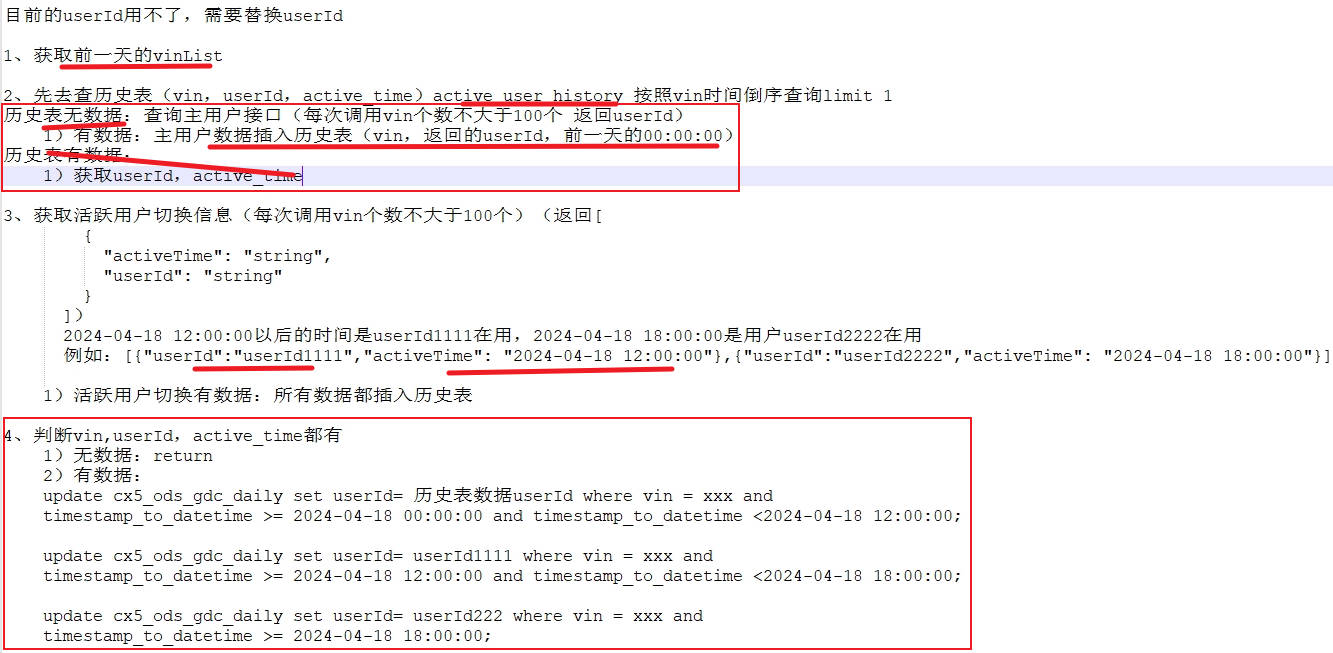 目前的userId用不了，需要替换userId
1、获取前一天的vinList
2、先去查历史表（vin，userId，active_time）active_user_history 按照vin时间倒序查询limit 1
历史表无数据：查询主用户接口（每次调用vin个数不大于100个 返回userId）
1）有数据：主用户数据插入历史表（vin，返回的userId，前一天的00:00:00）
历史表有数据：
1）获取userId，active_time
3、获取活跃用户切换信息（每次调用vin个数不大于100个）（返回[
{
"activeTime": "string",
"userId": "string"
}
]）
2024-04-18 12:00:00以后的时间是userId1111在用，2024-04-18 18:00:00是用户userId2222在用
例如：[{"userId":"userId1111","activeTime": "2024-04-18 12:00:00"},{"userId":"userId2222","activeTime": "2024-04-18 18:00:00"}]
1）活跃用户切换有数据：所有数据都插入历史表
4、判断vin,userId，active_time都有
1）无数据：return
2）有数据：
update cx5_ods_gdc_daily set userId= 历史表数据userId where vin = xxx and
timestamp_to_datetime >= 2024-04-18 00:00:00 and timestamp_to_datetime <2024-04-18 12:00:00;
update cx5_ods_gdc_daily set userId= userId1111 where vin = xxx and
timestamp_to_datetime >= 2024-04-18 12:00:00 and timestamp_to_datetime <2024-04-18 18:00:00;
update cx5_ods_gdc_daily set userId= userId222 where vin = xxx and
timestamp_to_datetime >= 2024-04-18 18:00:00;